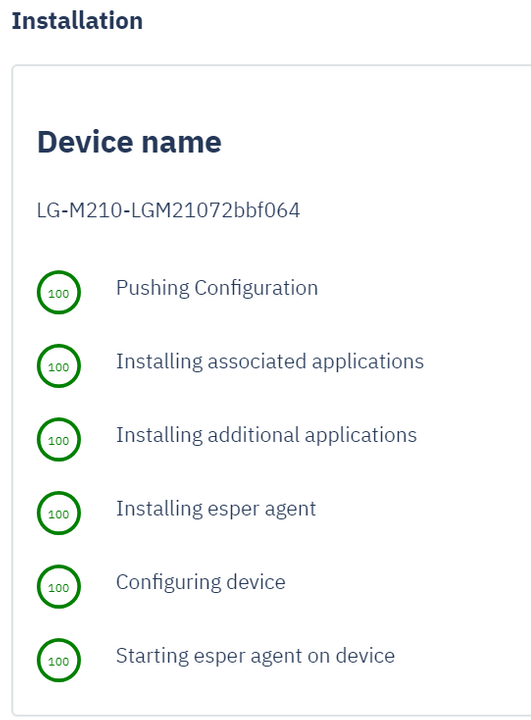 Installation
Device name
LG-M210-LGM21072bbf064
100 Pushing Configuration
100 Installing associated applications
100 Installing additional applications
100 Installing esper agent
100 Configuring device
100 Starting esper agent on device